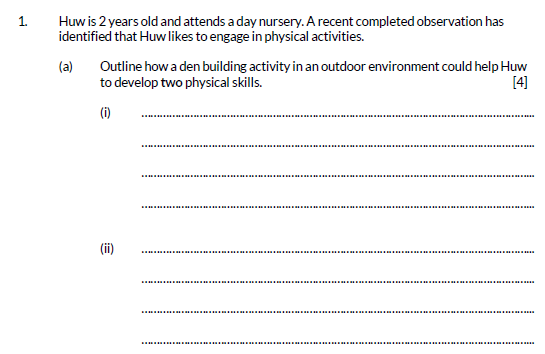 1. Huw is 2 years old and attends a day nursery. A recent completed observation has
identified that Huw likes to engage in physical activities.
(a) Outline how a den building activity in an outdoor environment could help Huw
to develop two physical skills. [4]
(i)
(ii)